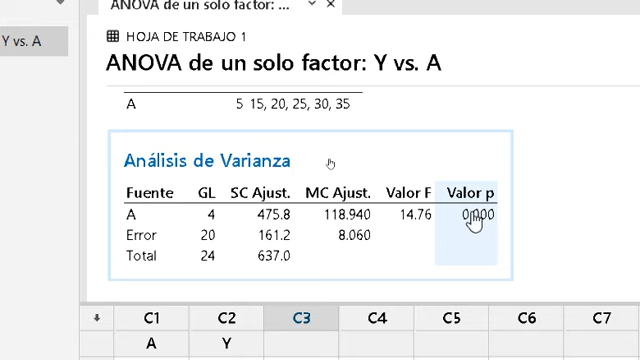 ANOVA de un solo factor: ...
Y vs. A
HOJA DE TRABAJO 1
ANOVA de un solo factor: Y vs. A
A 5 15, 20, 25, 30, 35
Análisis de Varianza
Fuente GL SC Ajust. MC Ajust. Valor F Valor p
A 4 475.8 118.940 14.76 0.000
Error 20 161.2 8.060
Total 24 637.0
C1 C2 C3 C4 C5 C6 C7
A Y